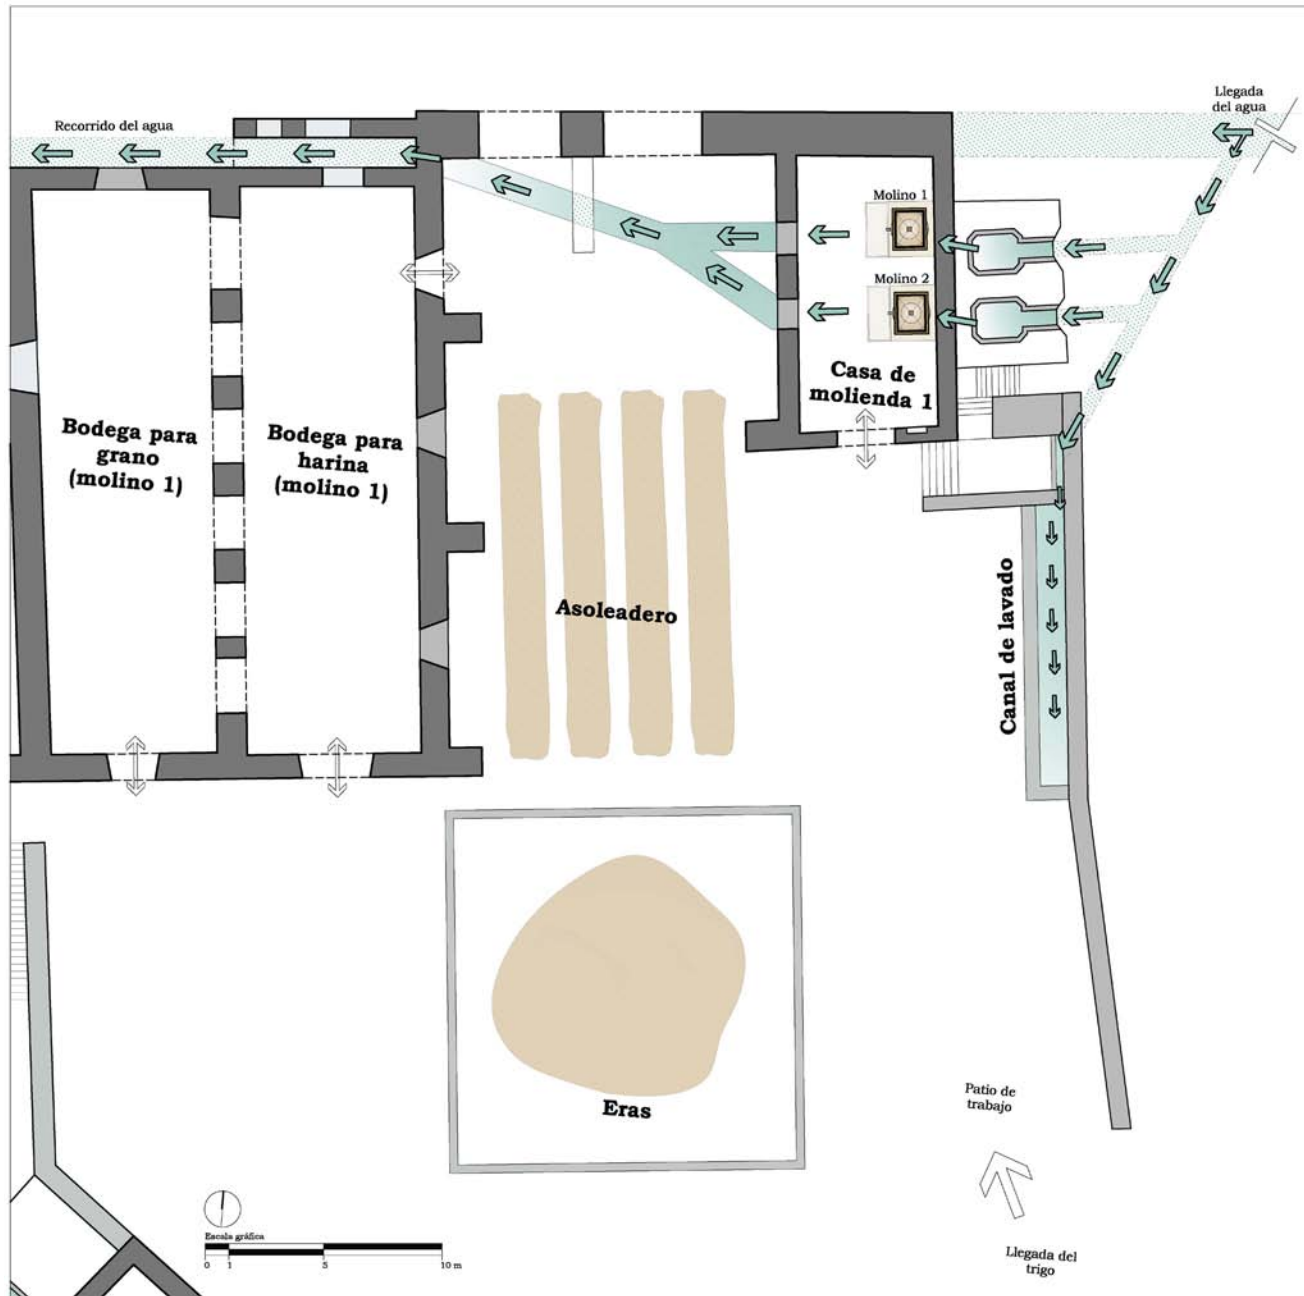 Llegada
del agua
Recorrido del agua
Molino 1
Molino 2
Casa de
molienda 1
Bodega para
grano
(molino 1)
Bodega para
harina
(molino 1)
Asoleadero
Canal de lavado
Eras
Patio de
trabajo
Llegada del
trigo
Escala gráfica
0 1 5 10 m